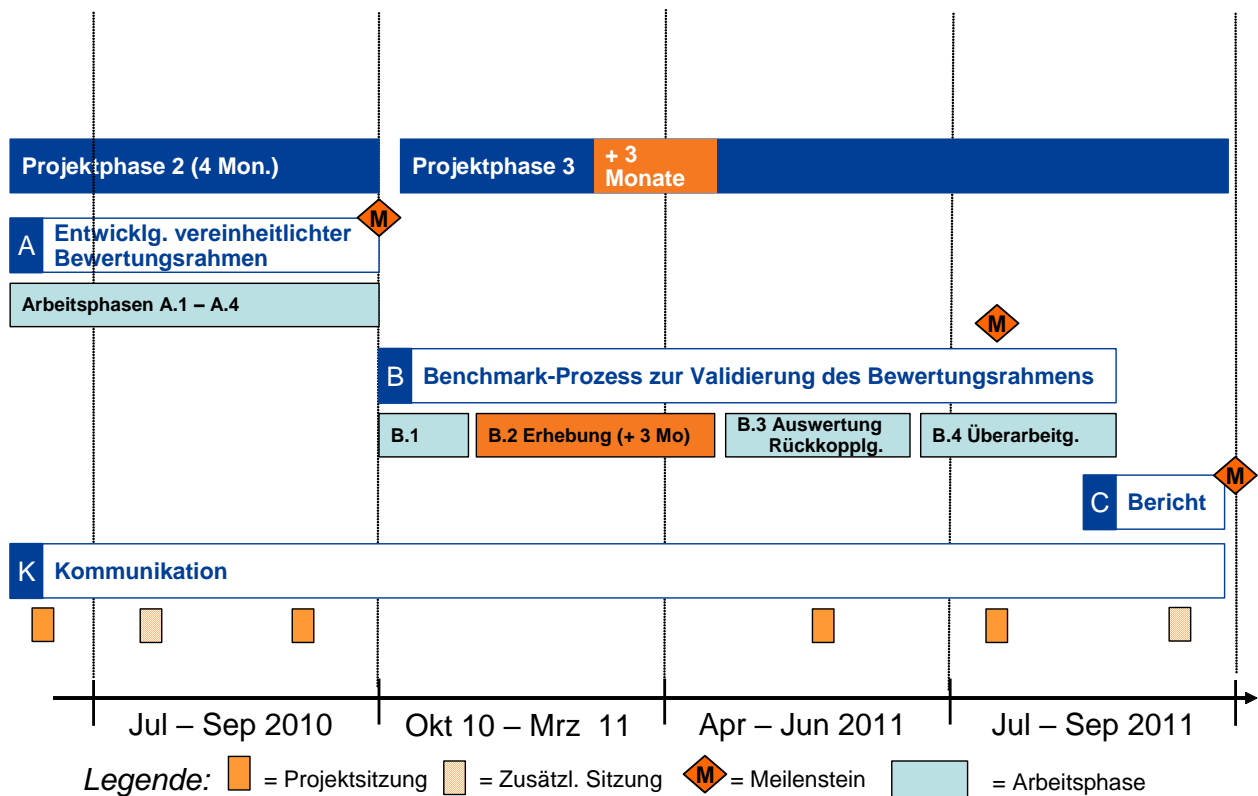 Projektphase 2 (4 Mon.)
Projektphase 3
+ 3
Monate
M
A
Entwicklg. vereinheitlichter
Bewertungsrahmen
Arbeitsphasen A.1 – A.4
M
B
Benchmark-Prozess zur Validierung des Bewertungsrahmens
B.1
B.2 Erhebung (+ 3 Mo)
B.3 Auswertung
Rückkopplg.
B.4 Überarbeitg.
M
C
Bericht
K
Kommunikation
Jul – Sep 2010
Okt 10 – Mrz 11
Apr – Jun 2011
Jul – Sep 2011
Legende:
= Projektsitzung
= Zusätzl. Sitzung
M
= Meilenstein
= Arbeitsphase